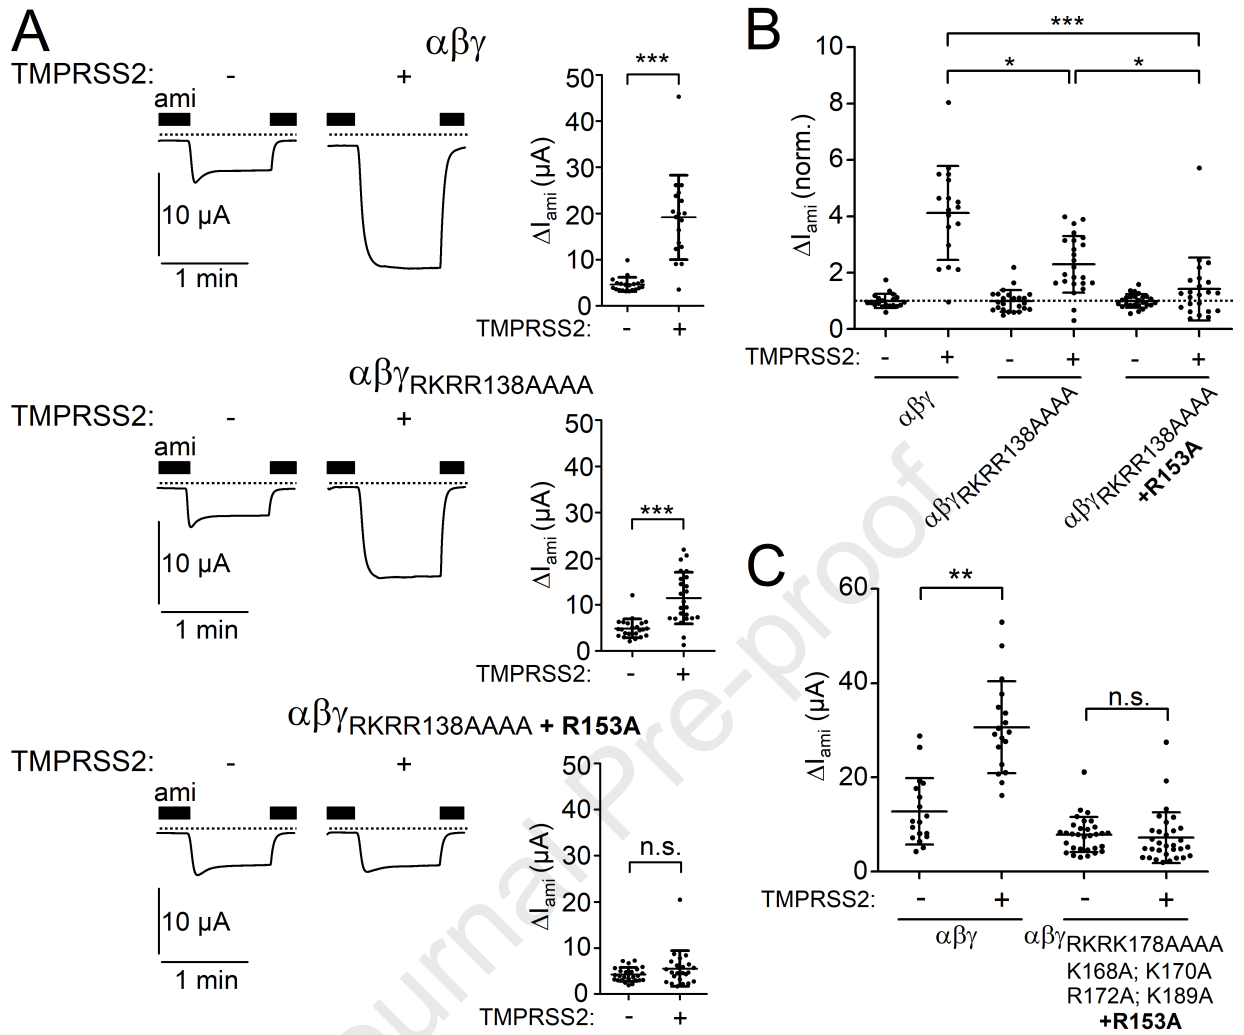 A
αβγ
TMPRSS2: - +
ami
10 µA
1 min
50
40
30
20
10
0
ΔIami (µA)
***
TMPRSS2: - +
αβγRKRR138AAAA
TMPRSS2: - +
ami
10 µA
1 min
50
40
30
20
10
0
ΔIami (µA)
***
TMPRSS2: - +
αβγRKRR138AAAA + R153A
TMPRSS2: - +
ami
10 µA
1 min
50
40
30
20
10
0
ΔIami (µA)
n.s.
TMPRSS2: - +
B
***
* *
10
8
6
4
2
0
ΔIami (norm.)
TMPRSS2: - + - + - +
αβγ
αβγRKRR138AAAA
αβγRKRR138AAAA
+R153A
C
60
40
20
0
ΔIami (µA)
**
n.s.
TMPRSS2: - + - +
αβγ
αβγRKRK178AAAA
K168A; K170A
R172A; K189A
+R153A
ournal Pre-proof